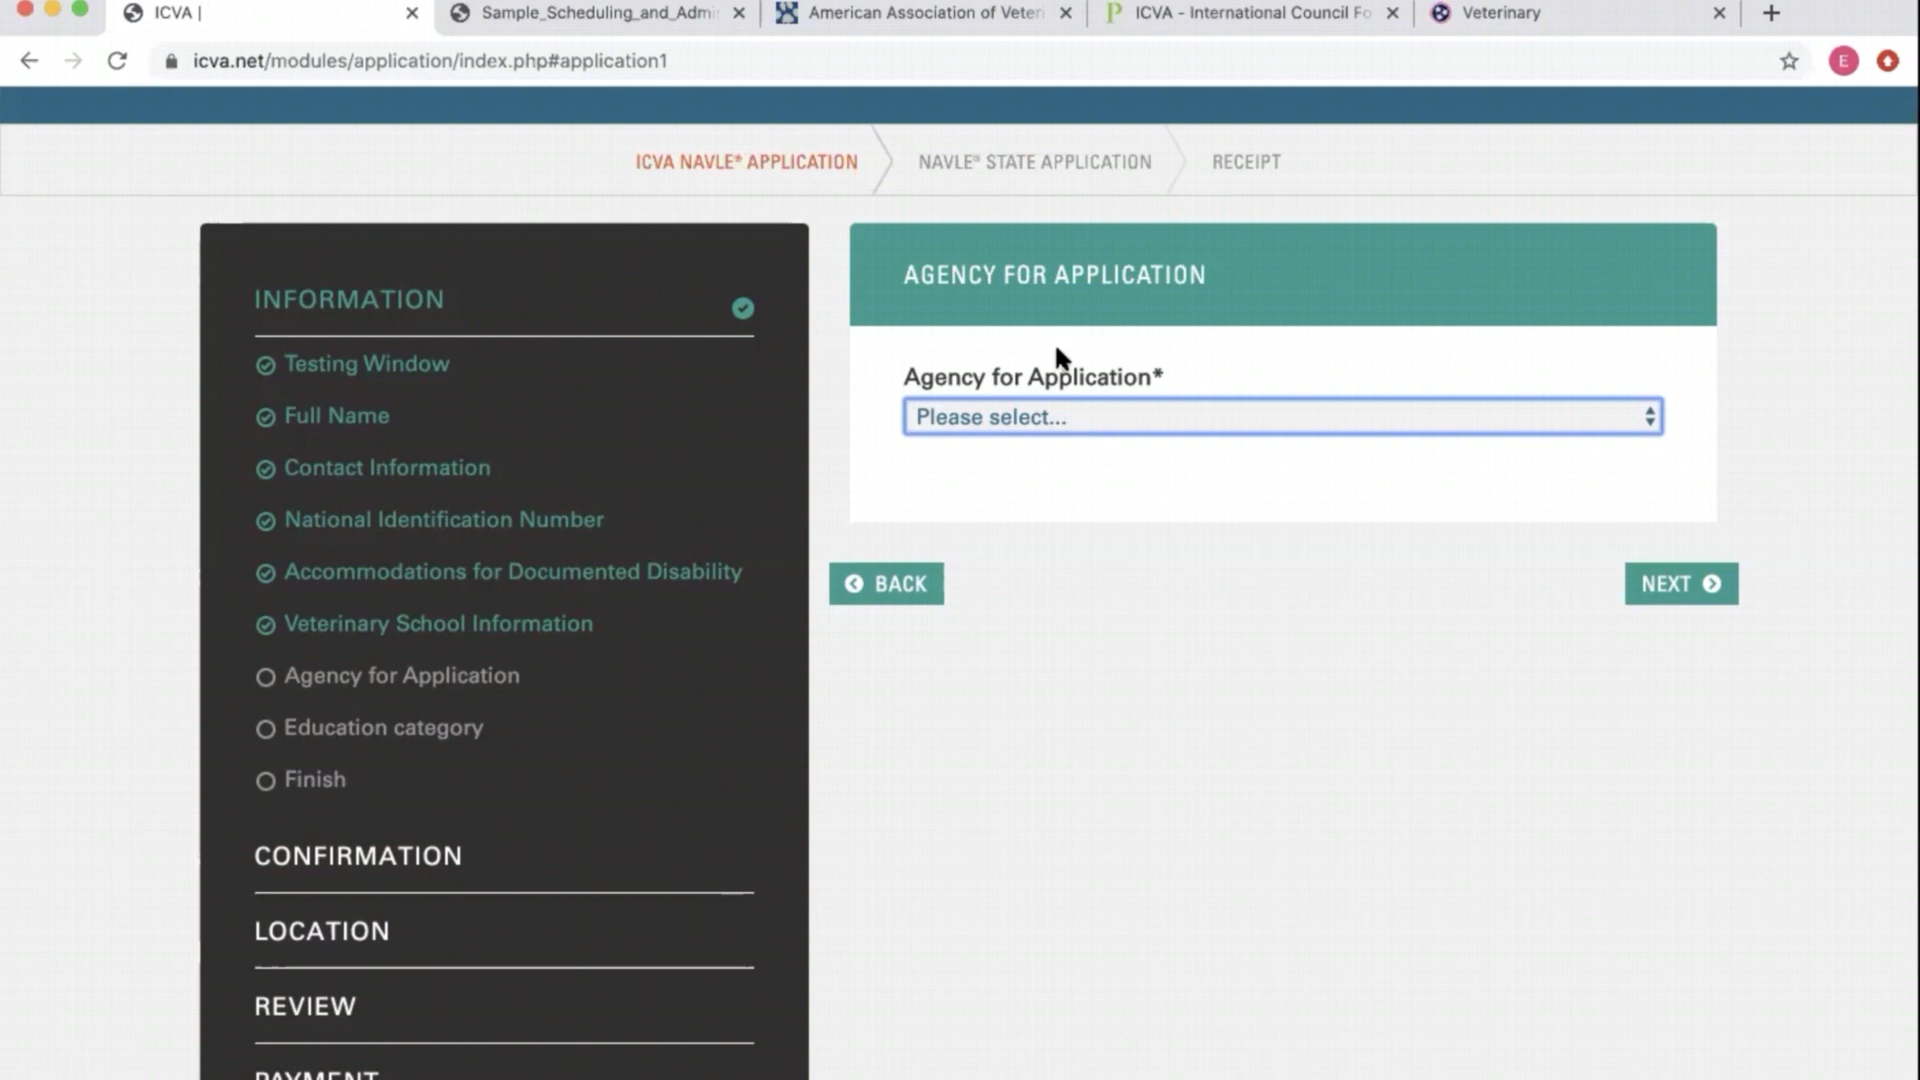 ICVA |
Sample_Scheduling_and_Admi
American Association of Veteri
ICVA - International Council Fo
Veterinary
icva.net/modules/application/index.php#application1
E
ICVA NAVLE® APPLICATION
NAVLE® STATE APPLICATION
RECEIPT
INFORMATION
Testing Window
Full Name
Contact Information
National Identification Number
Accommodations for Documented Disability
Veterinary School Information
Agency for Application
Education category
Finish
CONFIRMATION
LOCATION
REVIEW
PAYMENT
AGENCY FOR APPLICATION
Agency for Application*
Please select...
BACK
NEXT